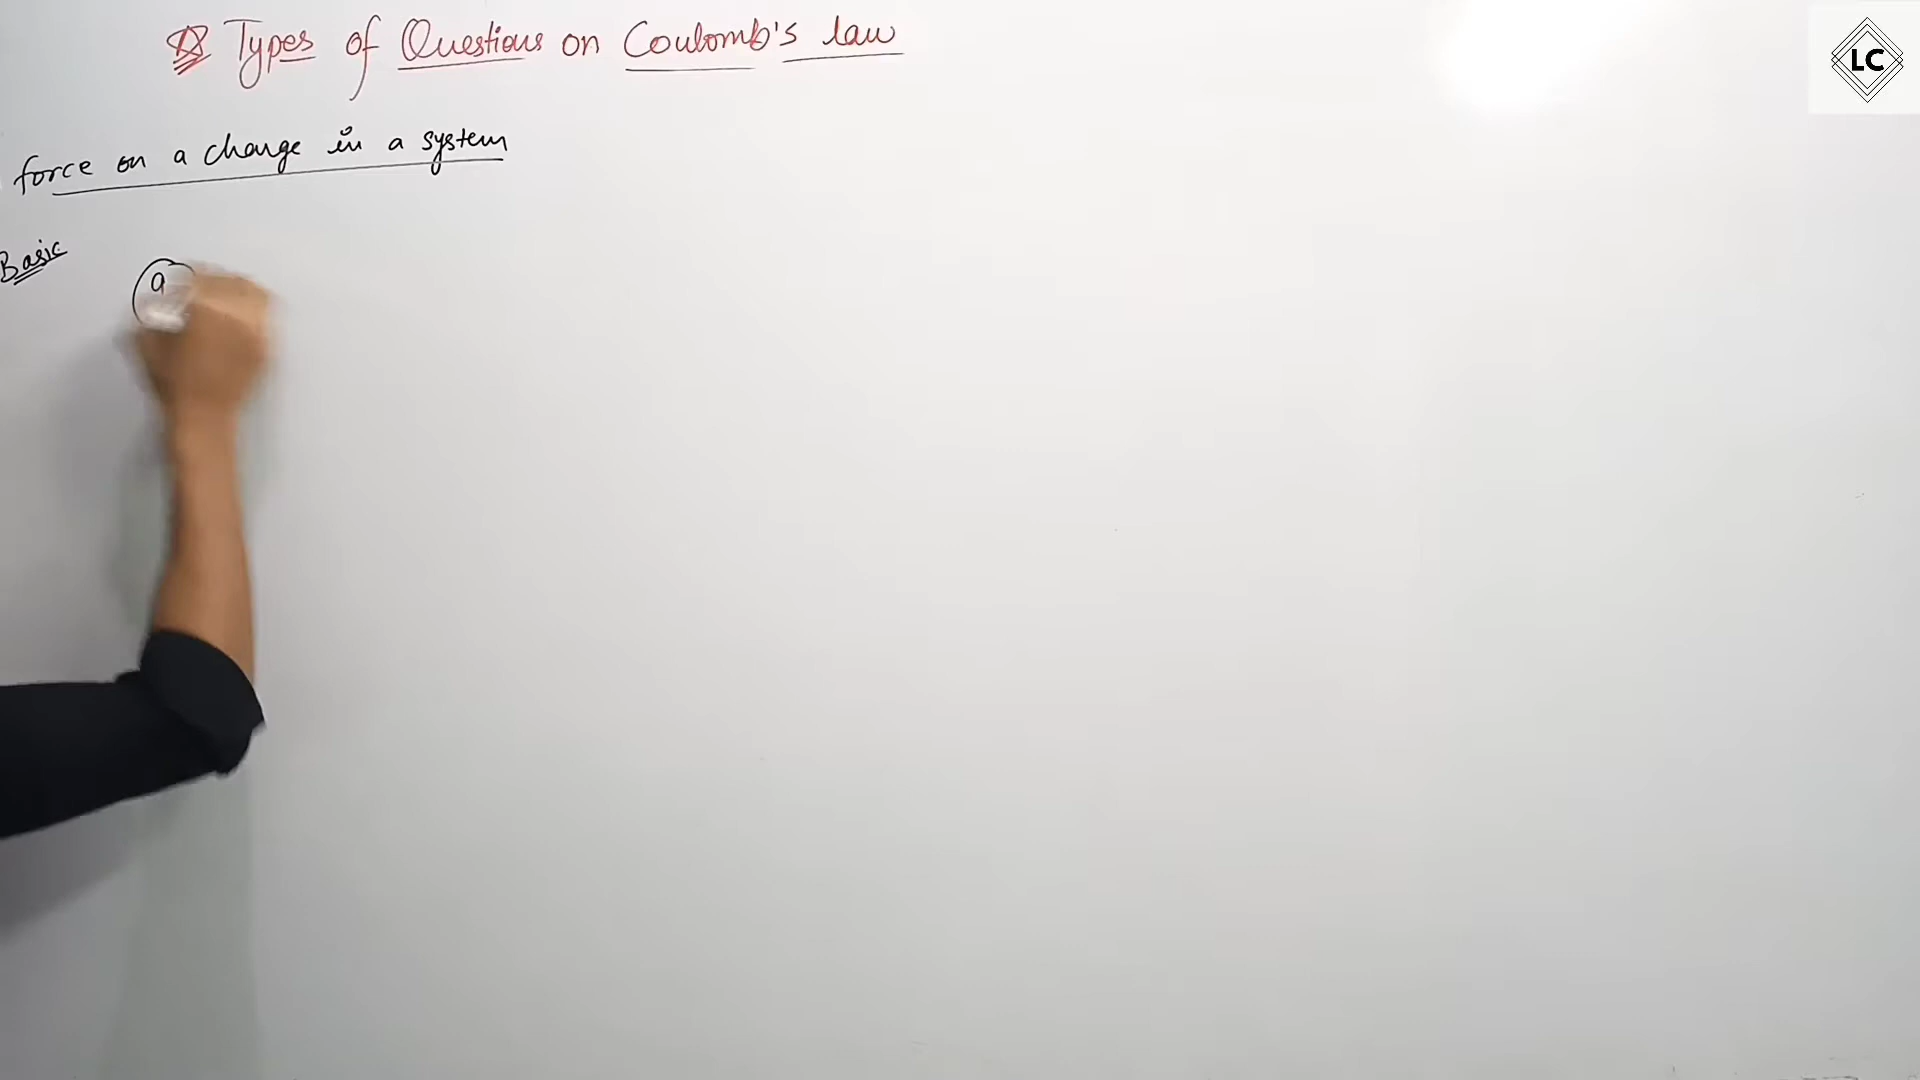 Types of Questions on Coulomb's law
force on a charge in a system
Basic
a
LC